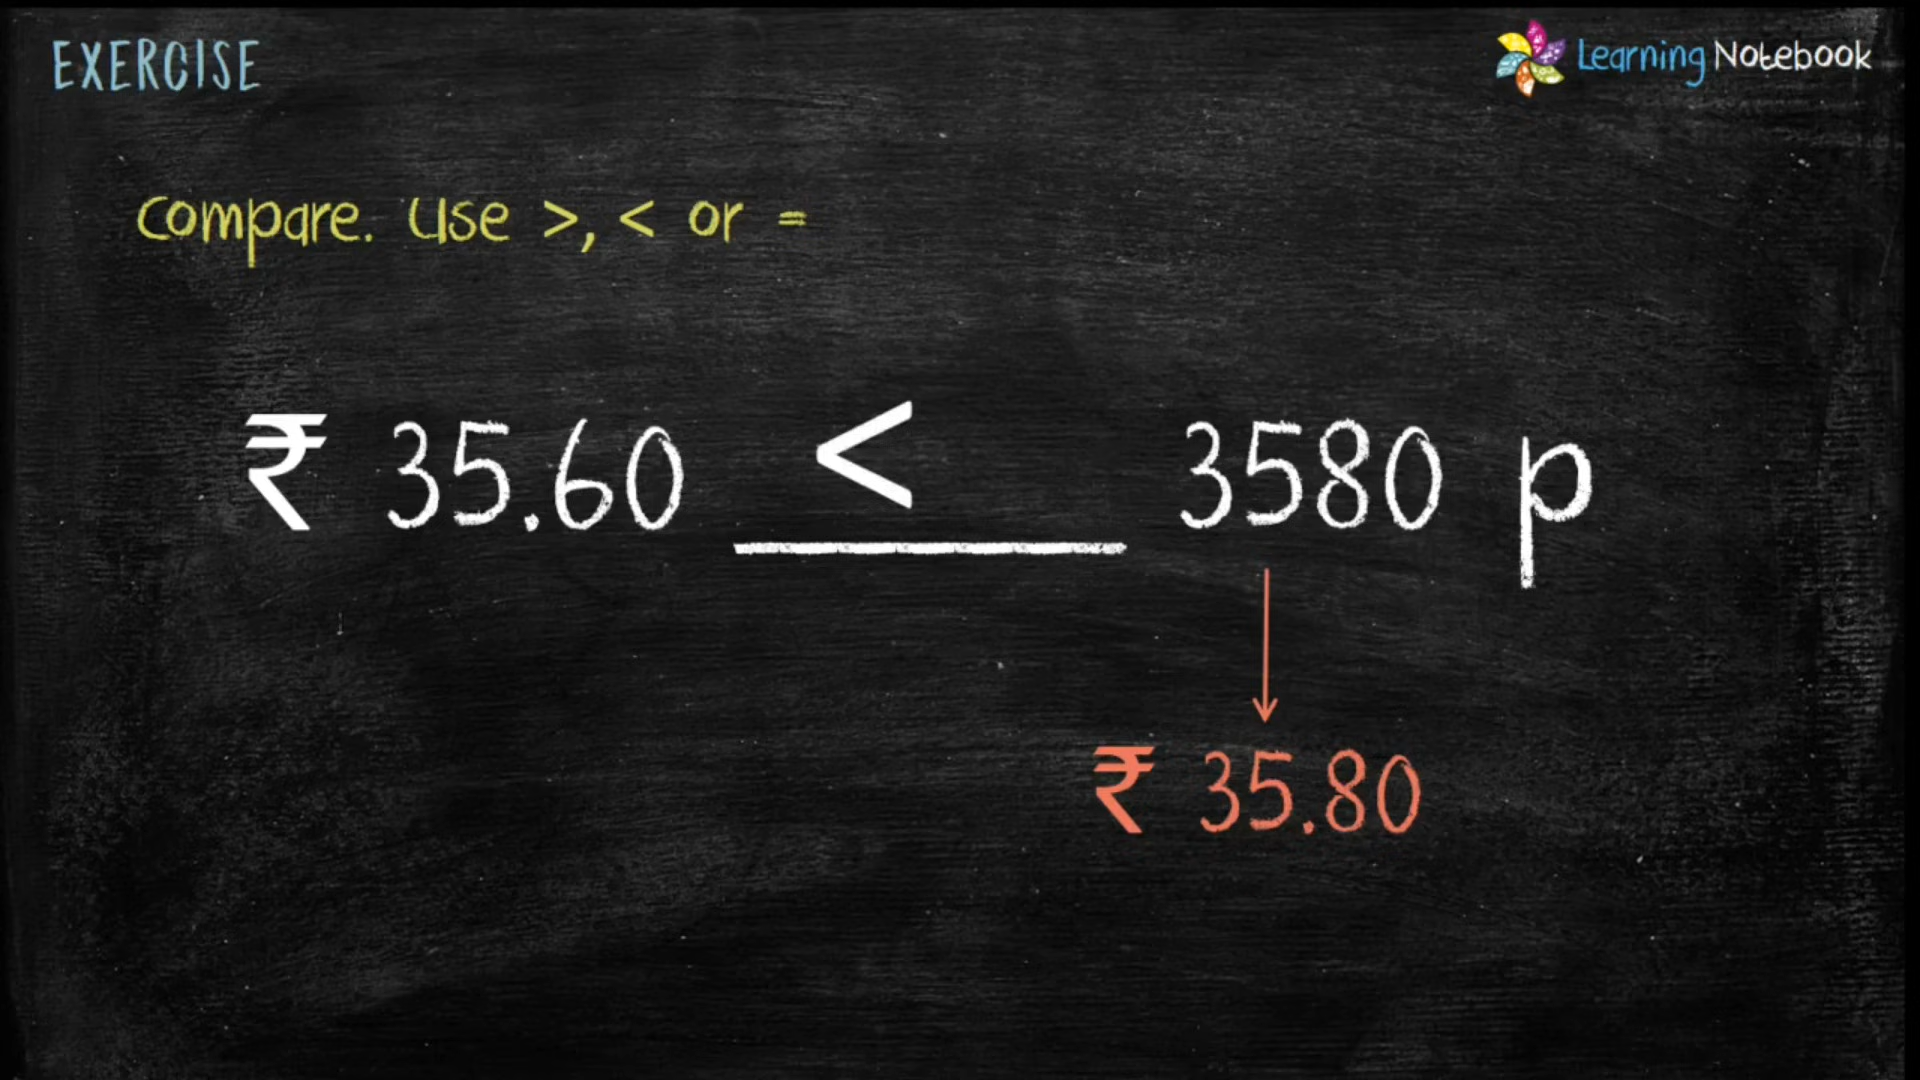 EXERCISE
Learning Notebook
Compare. Use >, < or =
₹ 35.60 < 3580 p
₹ 35.80